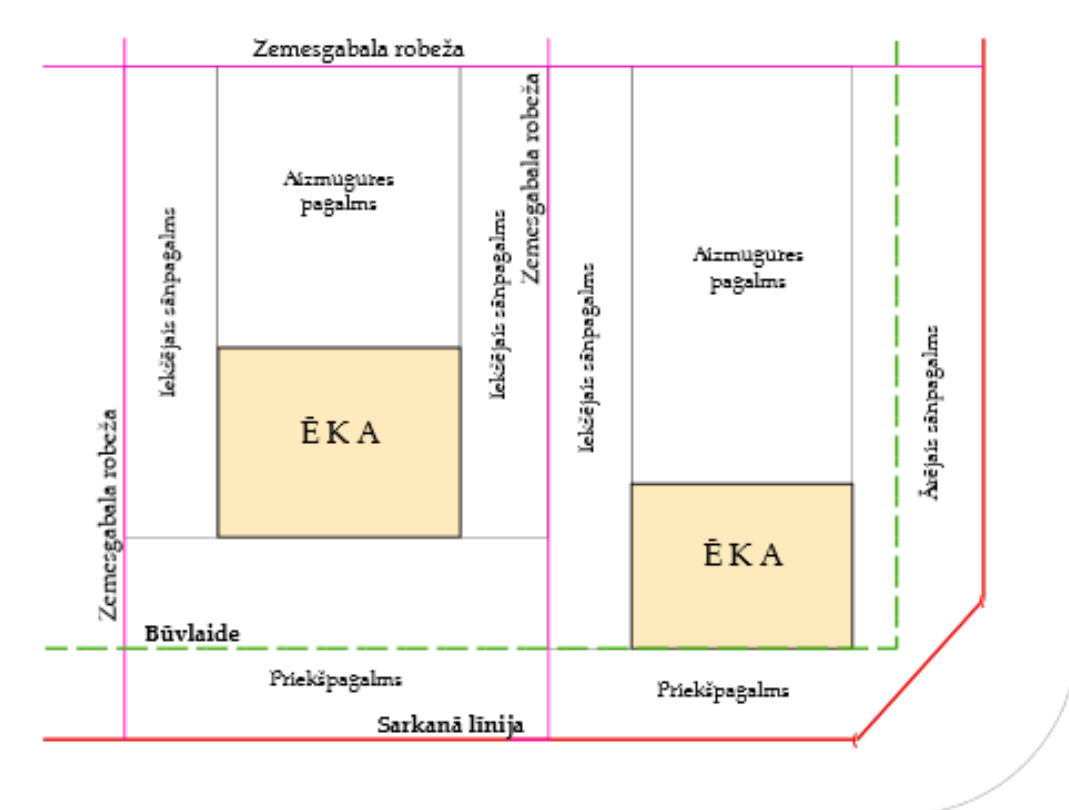 Zemesgabala robeža
Zemesgabala robeža
Aizmugures
pagalms
Iekšējais sānpagalms
Iekšējais sānpagalms
Aizmugures
pagalms
Iekšējais sānpagalms
Ārējais sānpagalms
ĒKA
Zemesgabala robeža
ĒKA
Būvlaide
Priekšpagalms
Priekšpagalms
Sarkanā līnija